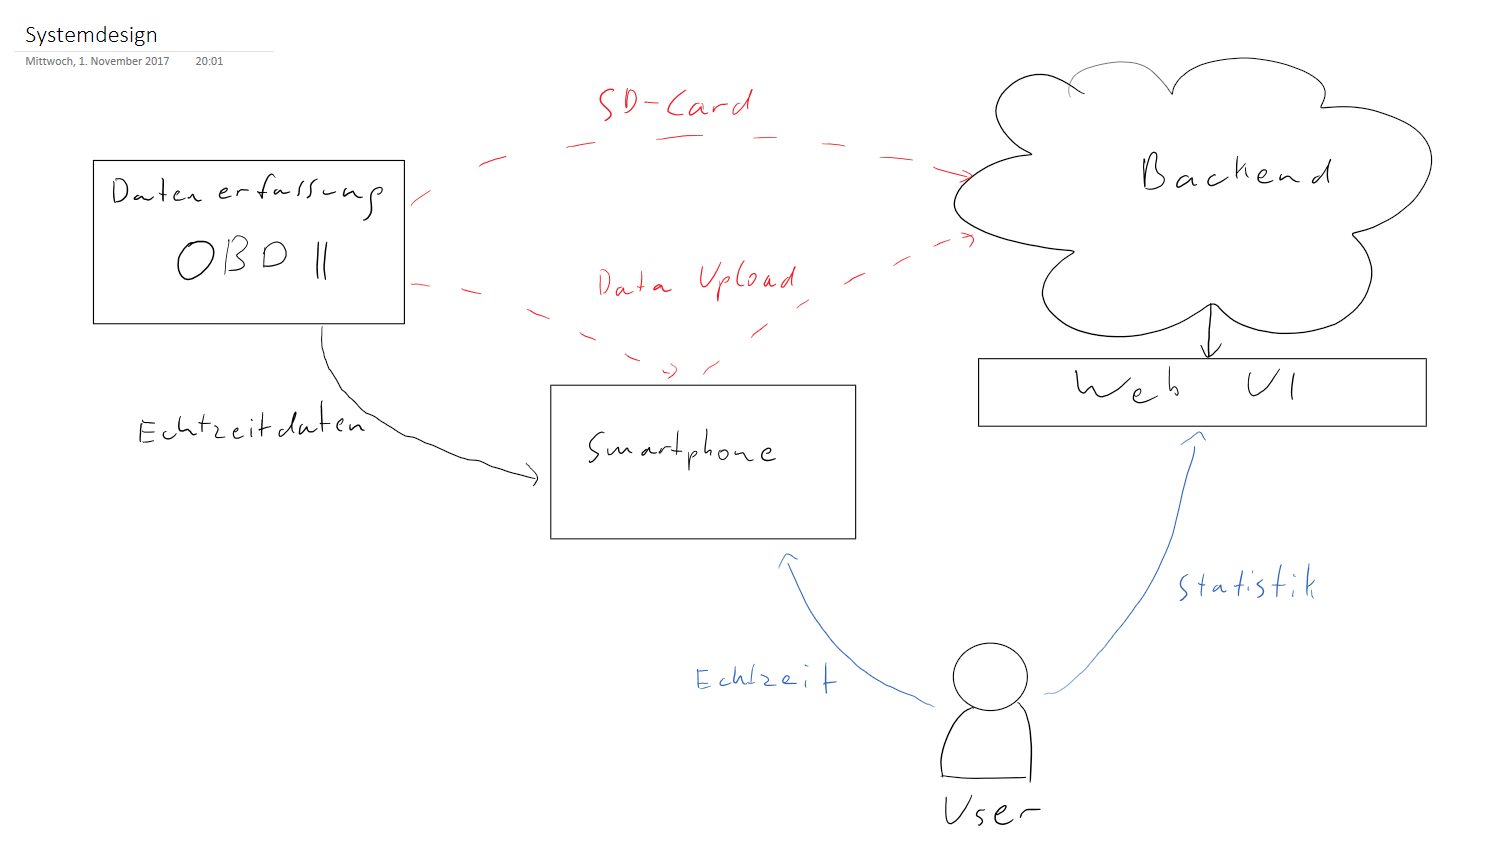 Systemdesign
Mittwoch, 1. November 2017 20:01
SD-Card
Backend
Datenerfassung
OBD II
Data Upload
Web UI
Echtzeitdaten
Smartphone
Statistik
Echtzeit
User